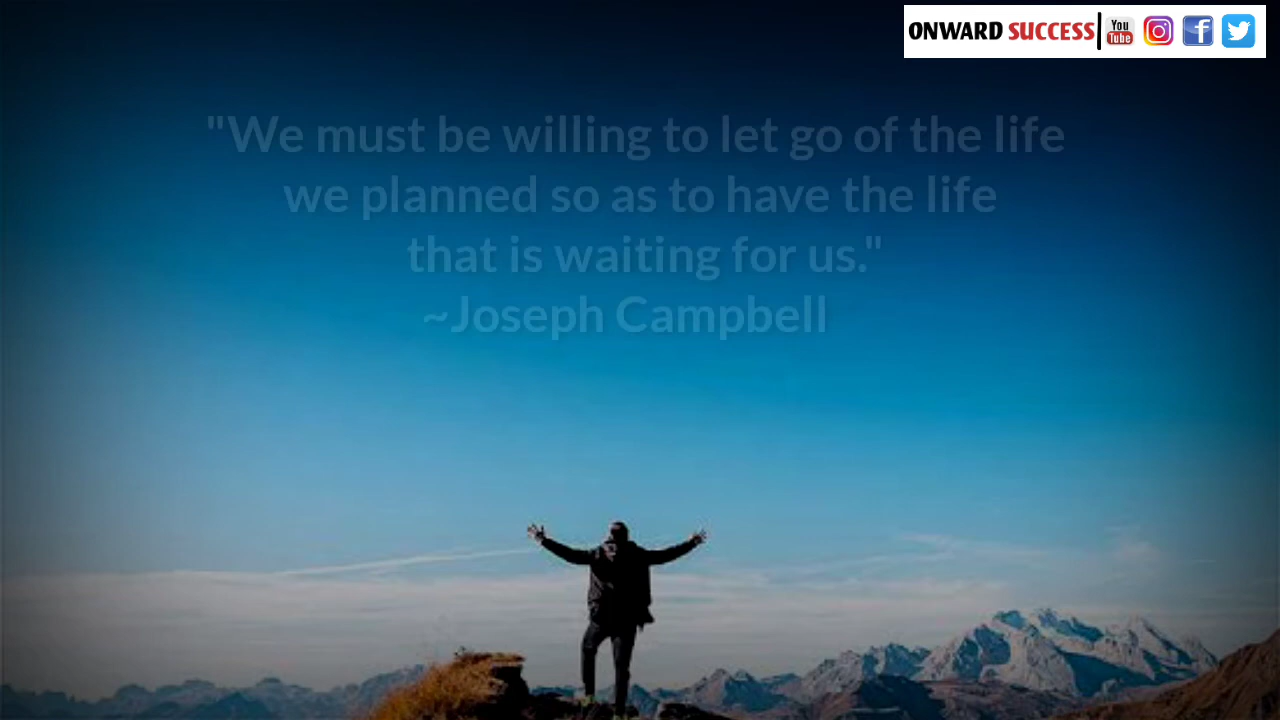 ONWARD SUCCESS
You
Tube
"We must be willing to let go of the life
we planned so as to have the life
that is waiting for us."
~Joseph Campbell